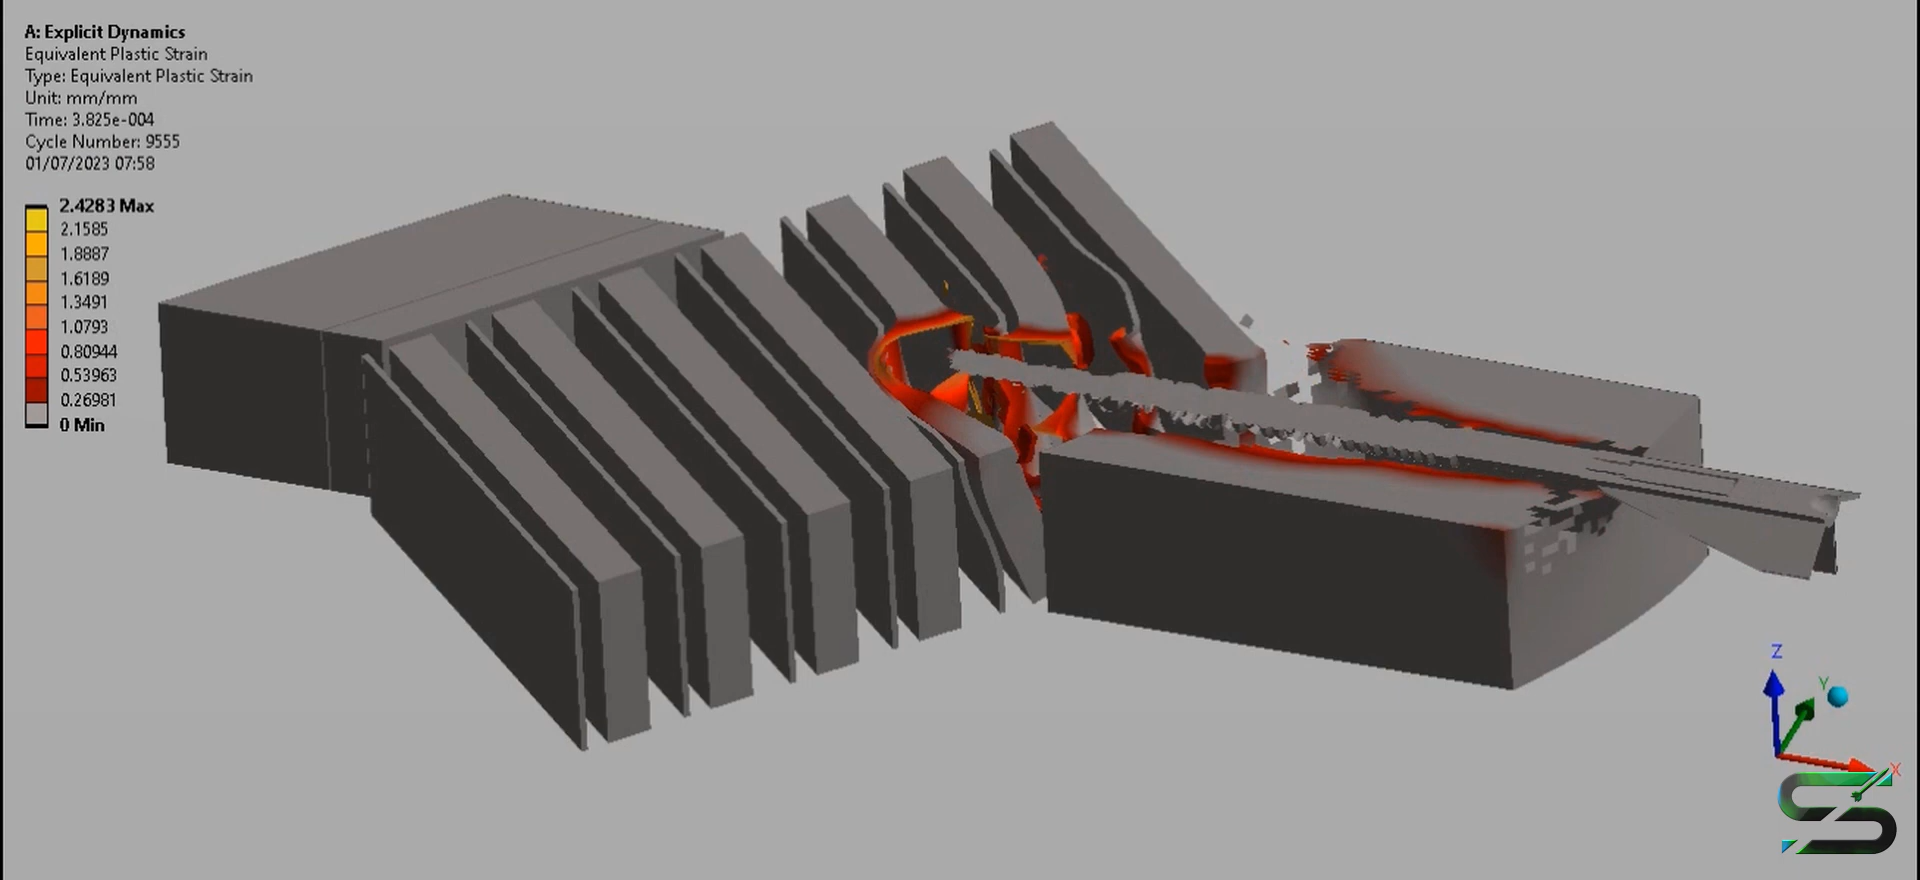 A: Explicit Dynamics
Equivalent Plastic Strain
Type: Equivalent Plastic Strain
Unit: mm/mm
Time: 3.825e-004
Cycle Number: 9555
01/07/2023 07:58
2.4283 Max
2.1585
1.8887
1.6189
1.3491
1.0793
0.80944
0.53963
0.26981
0 Min
Z
Y
X